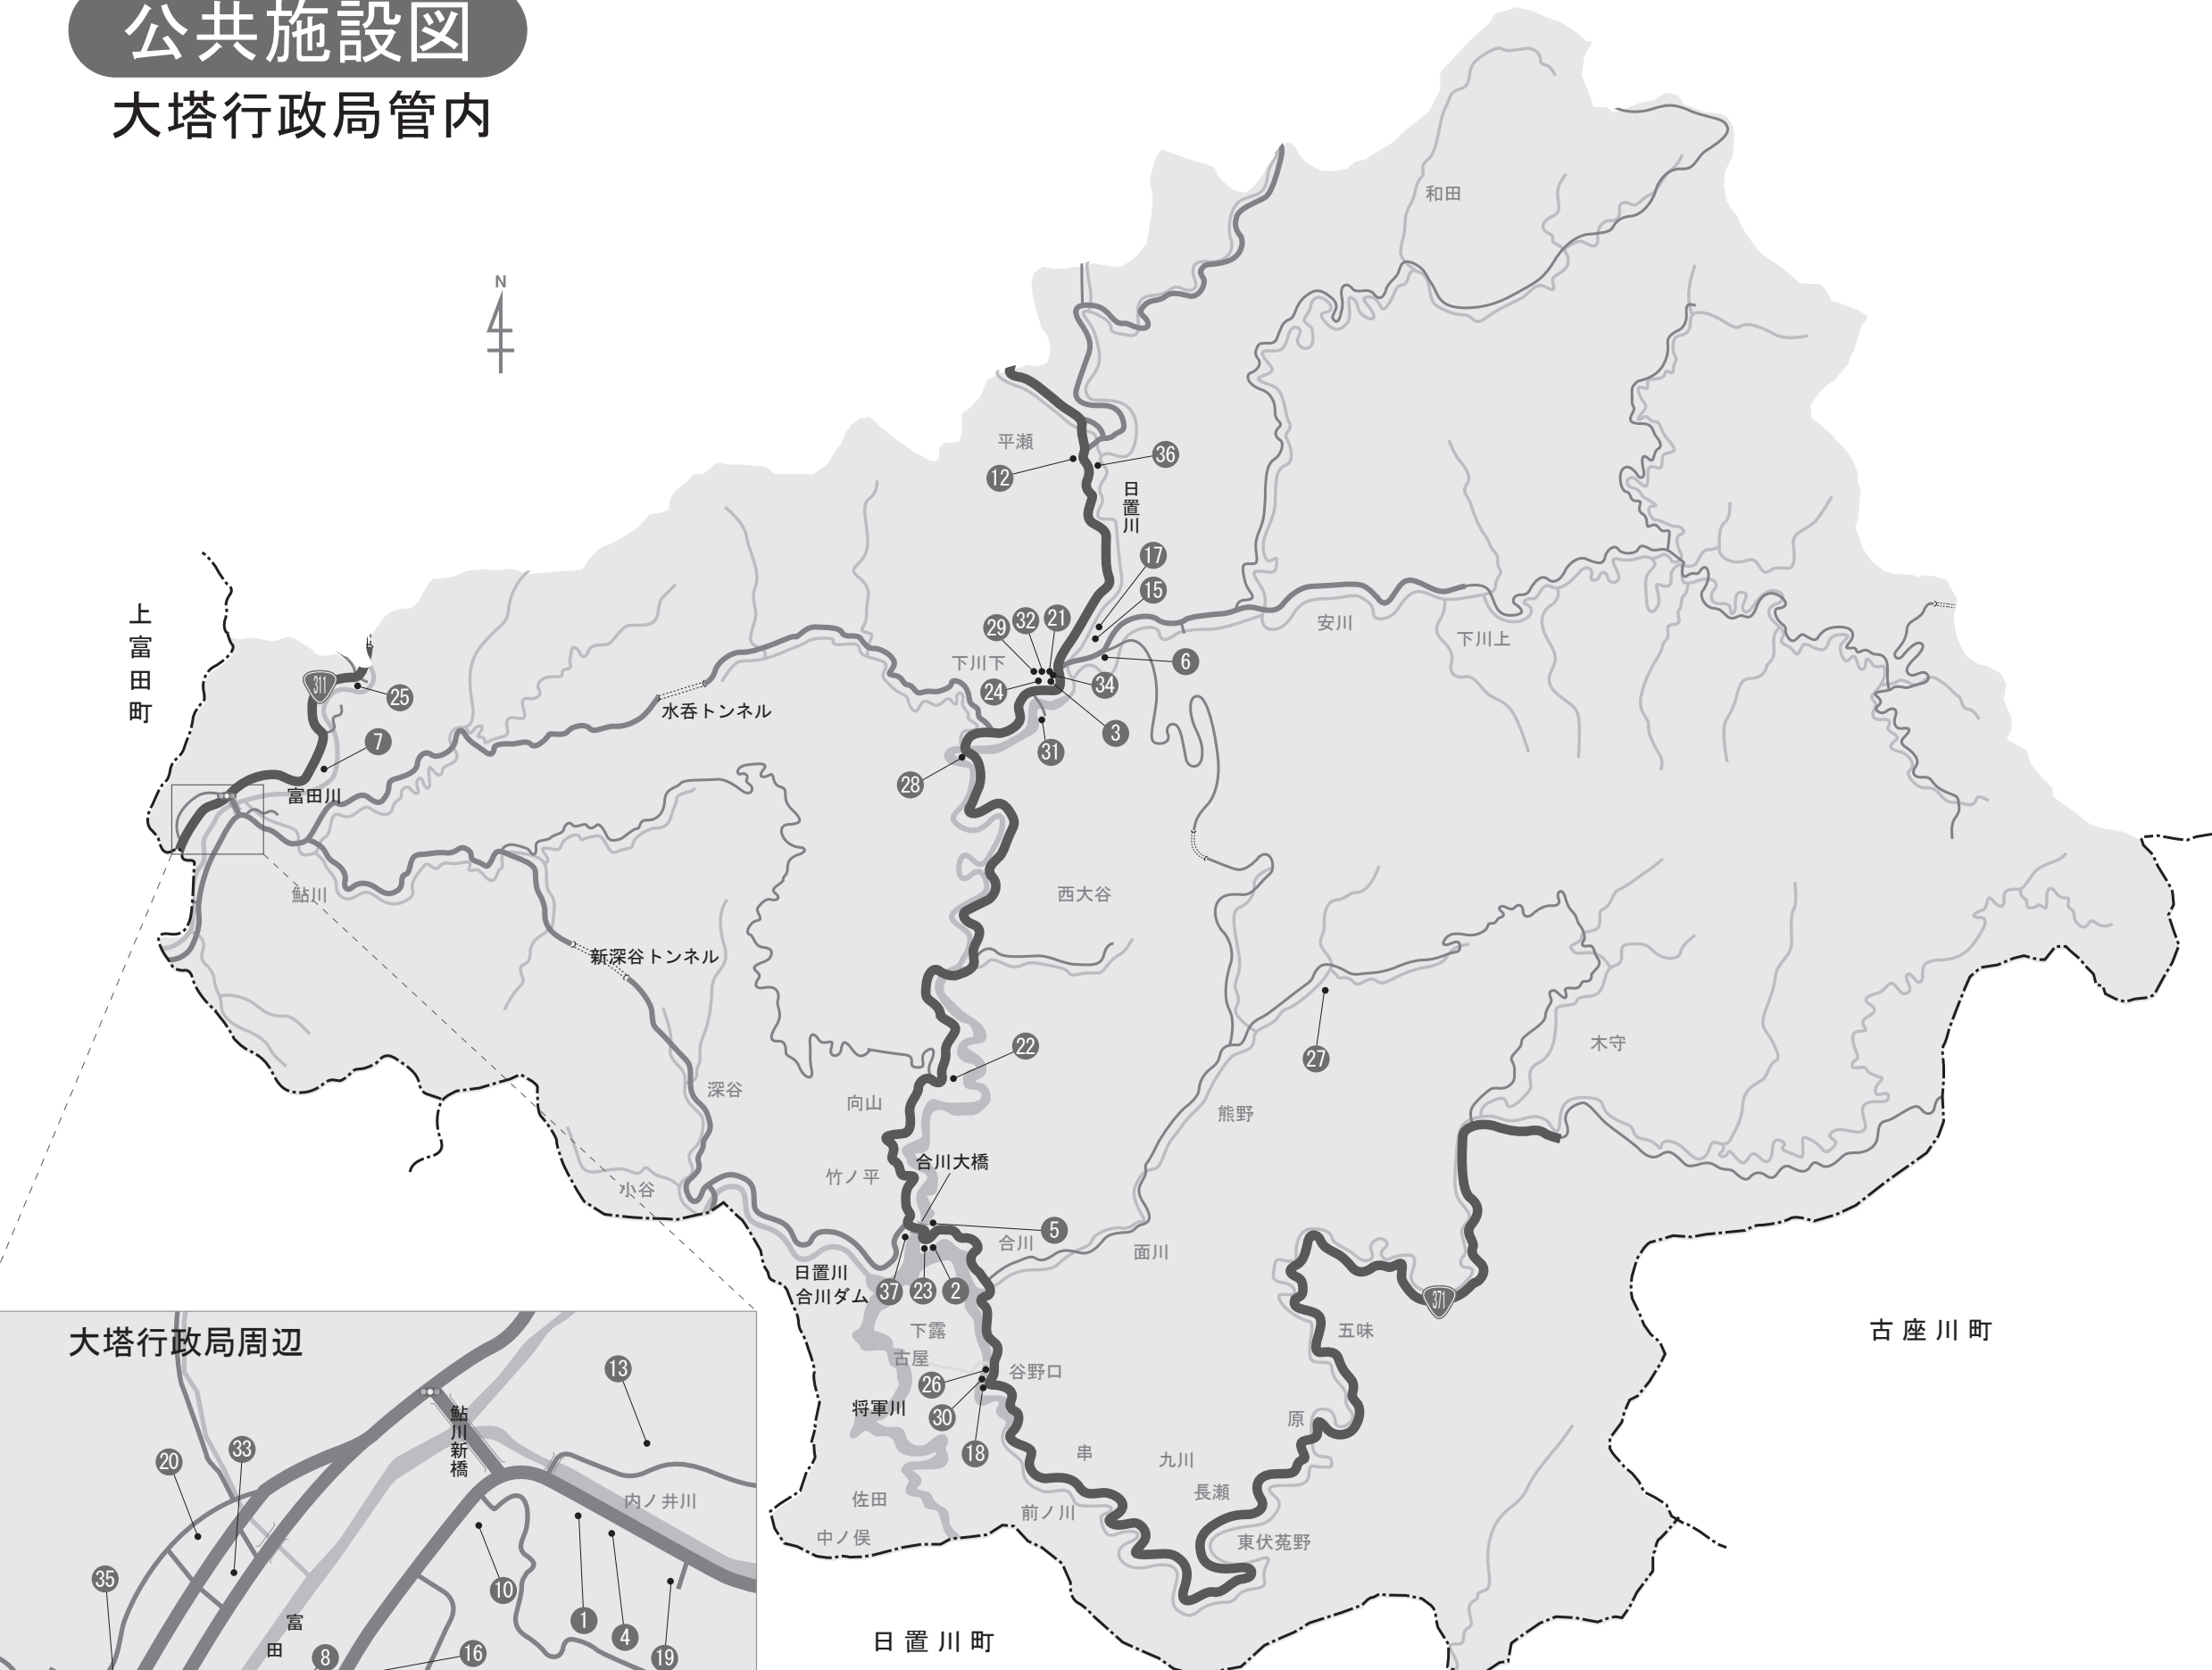 公共施設図
大塔行政局管内
N
和田
平瀬
12
36
日置川
17
15
29
32
21
下川下
24
34
6
3
31
28
安川
下川上
上富田町
311
25
7
富田川
水呑トンネル
鮎川
新深谷トンネル
西大谷
22
27
木守
深谷
向山
熊野
竹ノ平
合川大橋
小谷
5
合川
面川
日置川
合川ダム
37
23
2
371
下露
古屋
五味
谷野口
26
30
18
将軍川
原
串
九川
長瀬
佐田
前ノ川
中ノ俣
東伏菟野
古座川町
日置川町
大塔行政局周辺
13
鮎川新橋
20
33
内ノ井川
35
10
1
4
19
富田
8
16